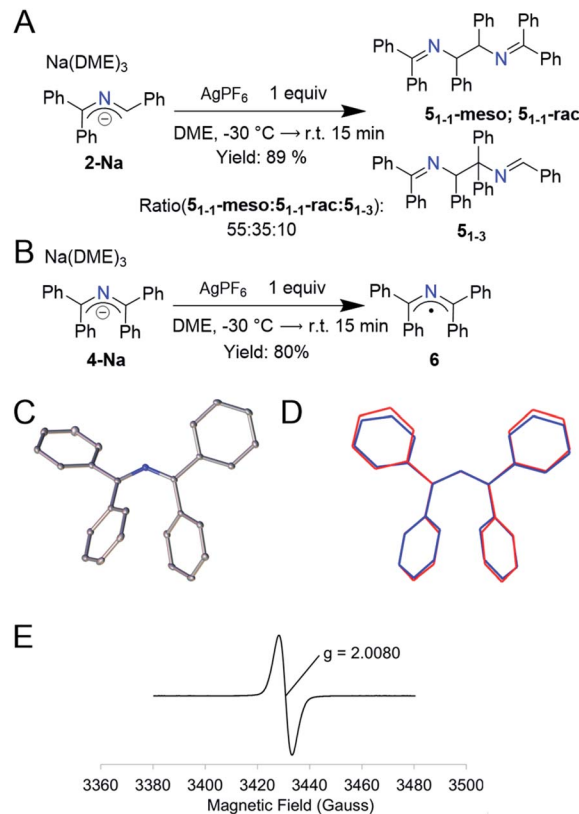 A
Na(DME)₃
Ph N Ph
Ph
⊖
2-Na
AgPF₆ 1 equiv
DME, -30 °C ⟶ r.t. 15 min
Yield: 89 %
Ph Ph Ph
N N
Ph Ph Ph
5₁₋₁-meso; 5₁₋₁-rac
Ratio(5₁₋₁-meso:5₁₋₁-rac:5₁₋₃):
55:35:10
Ph Ph
N Ph N Ph
Ph Ph
5₁₋₃
B
Na(DME)₃
Ph N Ph
Ph Ph
⊖
4-Na
AgPF₆ 1 equiv
DME, -30 °C ⟶ r.t. 15 min
Yield: 80%
Ph N Ph
Ph Ph
6
C D
E
g = 2.0080
3360 3380 3400 3420 3440 3460 3480 3500
Magnetic Field (Gauss)